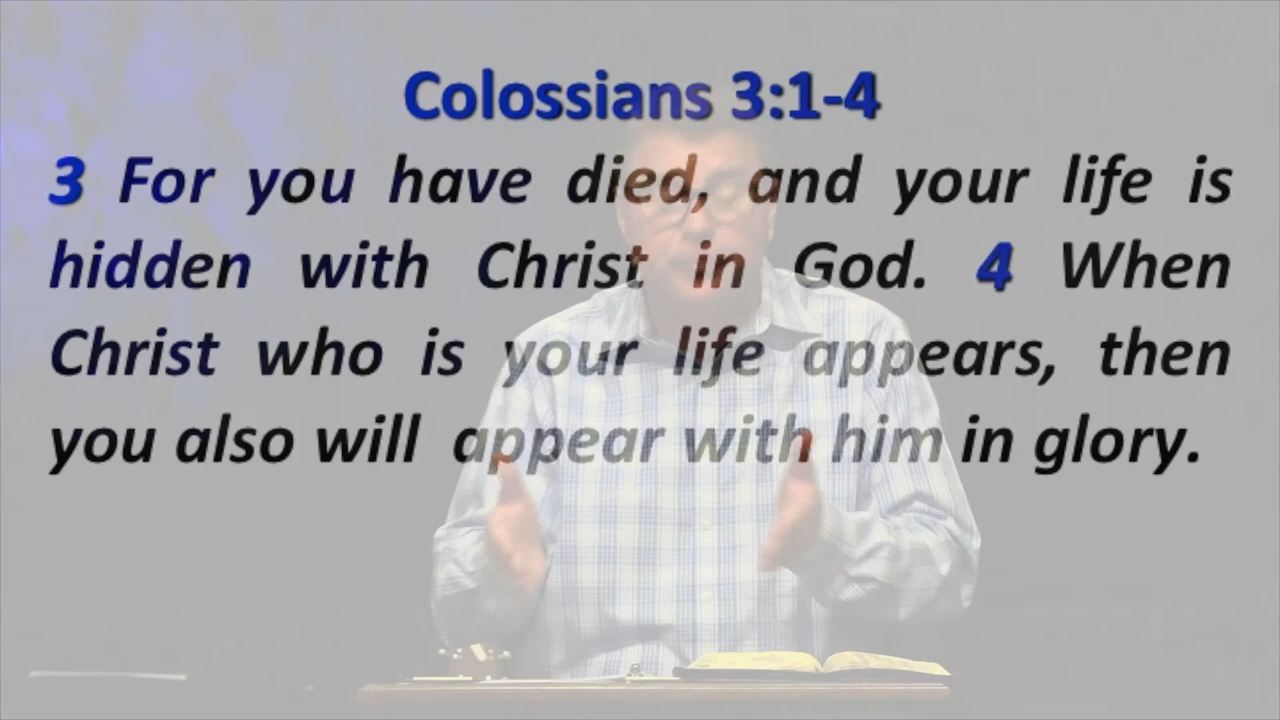 Colossians 3:1-4
3 For you have died, and your life is
hidden with Christ in God. 4 When
Christ who is your life appears, then
you also will appear with him in glory.